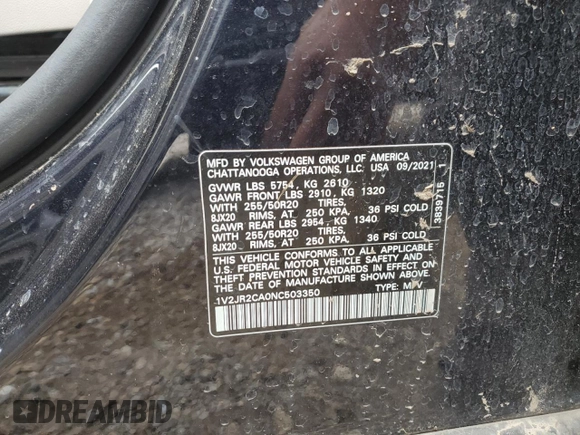 MFD BY VOLKSWAGEN GROUP OF AMERICA
CHATTANOOGA OPERATIONS, LLC. USA 09/2021
GVWR LBS 5754, KG 2610
GAWR FRONT LBS 2910, KG 1320
WITH 255/50R20 TIRES,
8JX20 RIMS, AT 250 KPA, 36 PSI COLD
GAWR REAR LBS 2954, KG 1340
WITH 255/50R20 TIRES,
8JX20 RIMS, AT 250 KPA, 36 PSI COLD
THIS VEHICLE CONFORMS TO ALL APPLICABLE
U.S. FEDERAL MOTOR VEHICLE SAFETY AND
THEFT PREVENTION STANDARDS IN EFFECT ON
THE DATE OF MANUFACTURE SHOWN ABOVE.
1V2JR2CA0NC503350 TYPE: MPV
3839715 1
DREAMBID